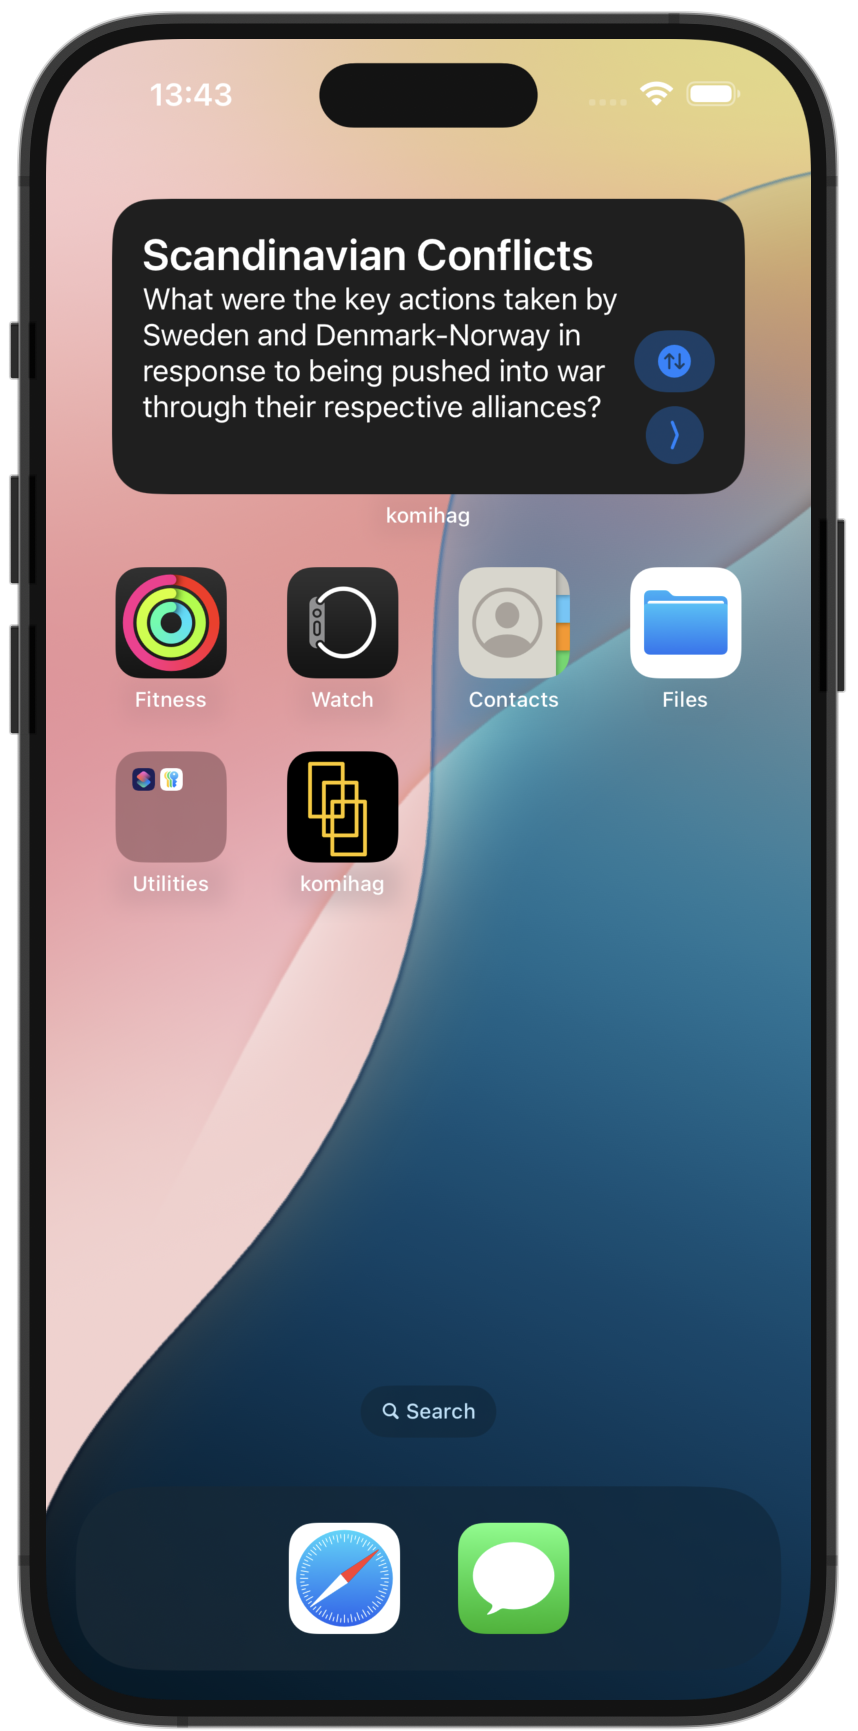 13:43
Scandinavian Conflicts
What were the key actions taken by
Sweden and Denmark-Norway in
response to being pushed into war
through their respective alliances?
komihag
Fitness
Watch
Contacts
Files
Utilities
komihag
Search